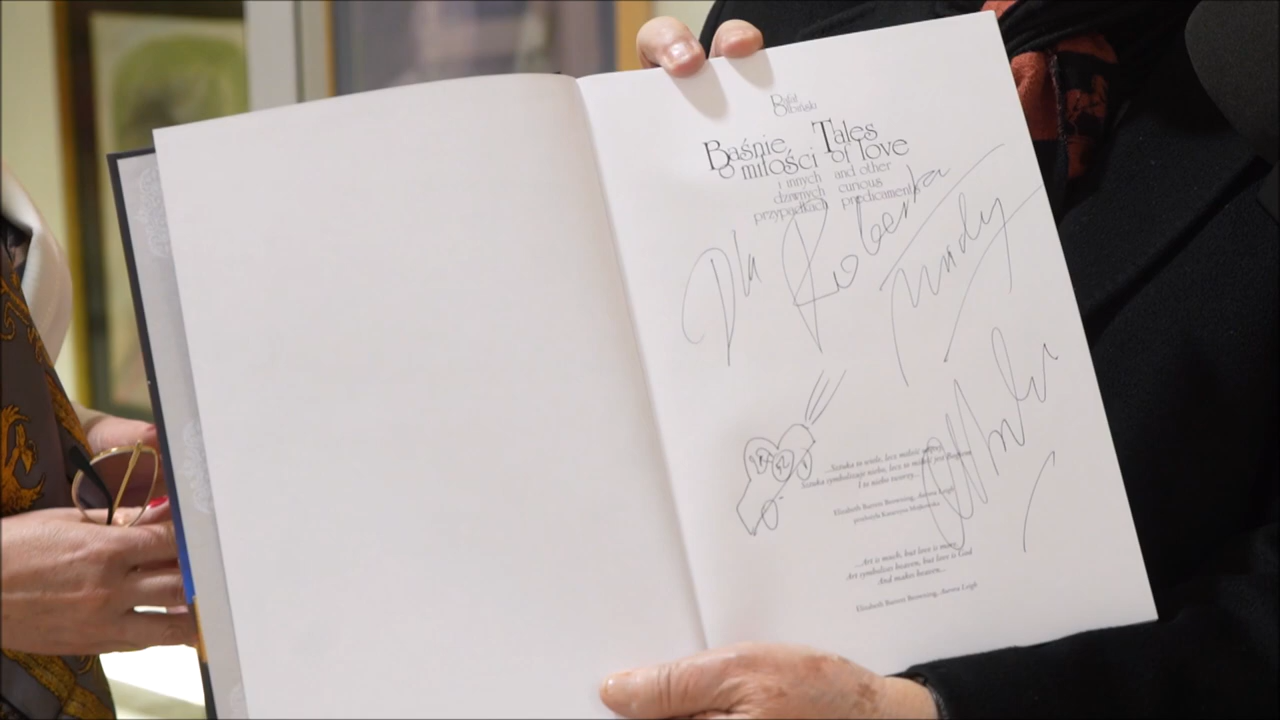 Rafał
Olbiński
Baśnie
o miłości
i innych
dziwnych
przypadkach
Tales
of love
and other
curious
predicaments
Dla Roberta
...Sztuka to wiele, lecz miłość
Sztuka symbolizuje niebo, lecz to miłość jest Bogiem
I to niebo tworzy...
Elizabeth Barrett Browning, Aurora Leigh
przełożyła Katarzyna
...Art is much, but love is more.
Art symbolises heaven, but love is God
And makes heaven...
Elizabeth Barrett Browning, Aurora Leigh